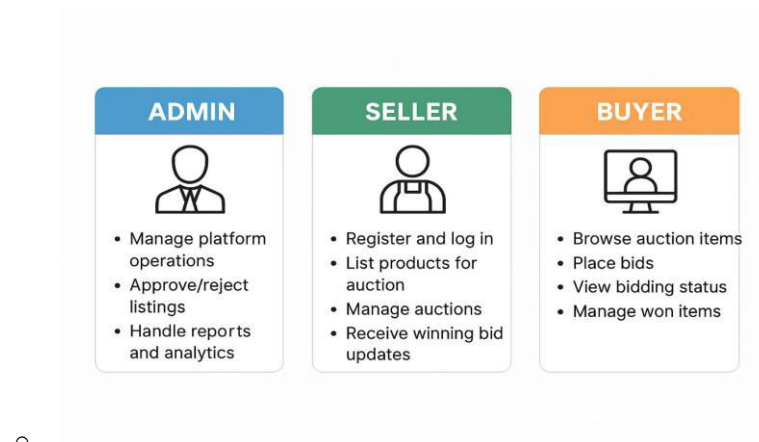 ADMIN
• Manage platform
operations
• Approve/reject
listings
• Handle reports
and analytics
SELLER
• Register and log in
• List products for
auction
• Manage auctions
• Receive winning bid
updates
BUYER
• Browse auction items
• Place bids
• View bidding status
• Manage won items